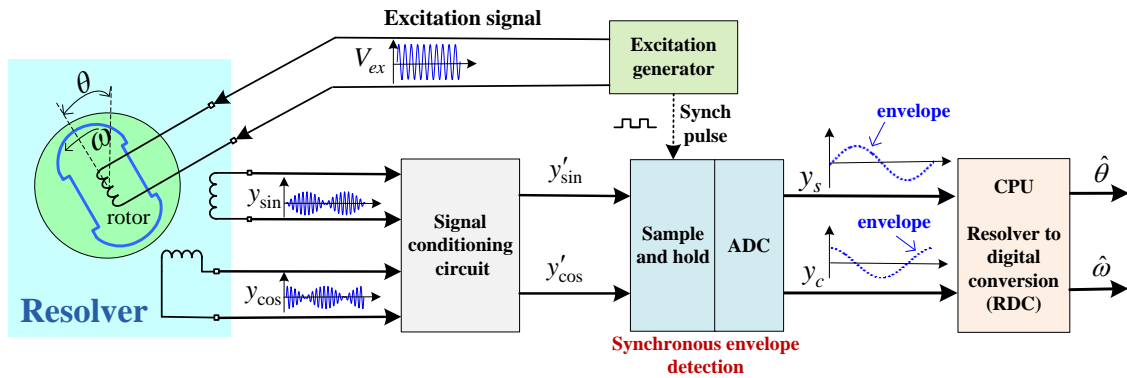 Excitation signal
V_ex
Excitation
generator
θ
ω
rotor
Resolver
Synch
pulse
y_sin
y_cos
Signal
conditioning
circuit
y′_sin
y′_cos
Sample
and hold
ADC
Synchronous envelope
detection
envelope
y_s
envelope
y_c
CPU
Resolver to
digital
conversion
(RDC)
θ̂
ω̂